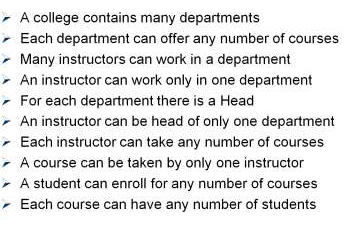 A college contains many departments
Each department can offer any number of courses
Many instructors can work in a department
An instructor can work only in one department
For each department there is a Head
An instructor can be head of only one department
Each instructor can take any number of courses
A course can be taken by only one instructor
A student can enroll for any number of courses
Each course can have any number of students